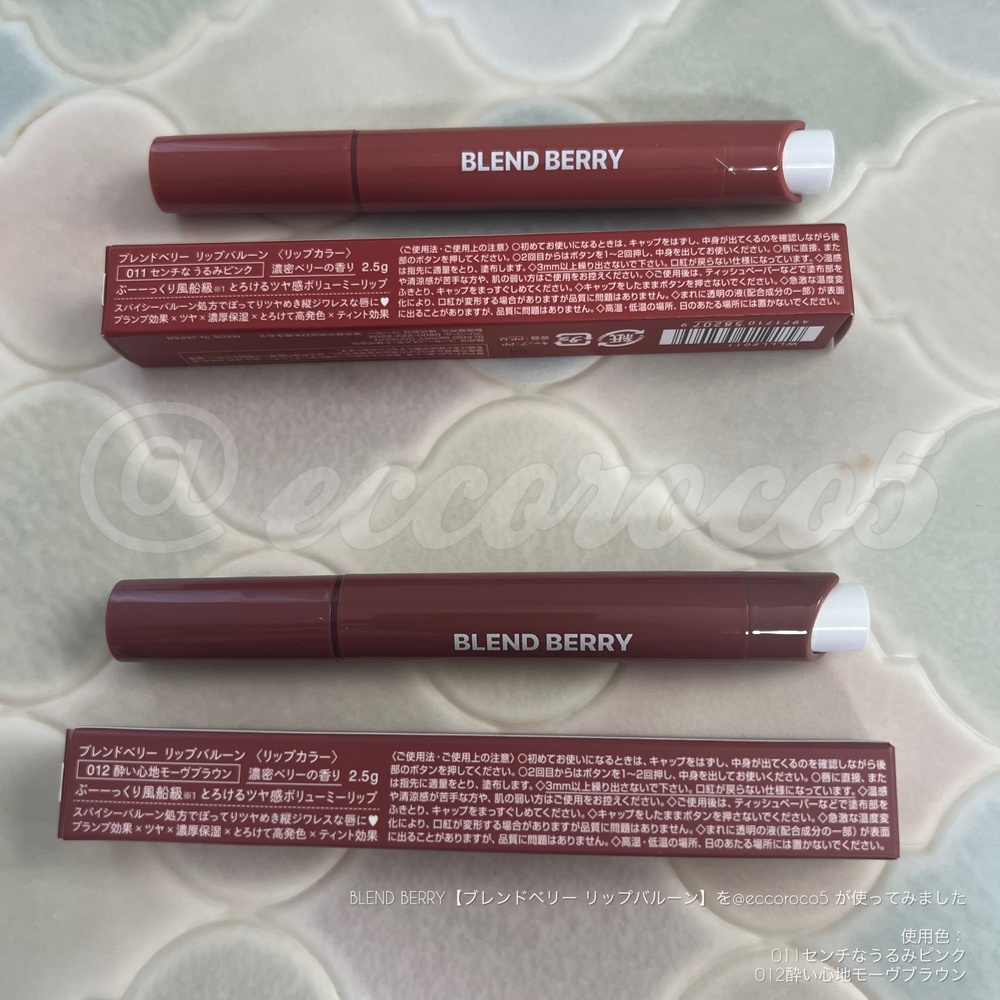 BLEND BERRY
ブレンドベリー リップバルーン 〈リップカラー〉
011 センチなうるみピンク 濃密ベリーの香り 2.5g
ぷーーっくり風船級※1 とろけるツヤ感ボリューミーリップ
スパイシーバルーン処方でぽってりツヤめき縦ジワレスな唇に♥
プランプ効果×ツヤ×濃厚保湿×とろけて高発色×ティント効果
〈ご使用法・ご使用上の注意〉○初めてお使いになるときは、キャップをはずし、中身が出てくるのを確認しながら後
部のボタンを押してください。○2回目からはボタンを1〜2回押し、中身を出してお使いください。○唇に直接、また
は指先に適量をとり、塗布します。◇3mm以上繰り出さないで下さい。口紅が戻らない仕様になっています。◇温感
や清涼感が苦手な方や、肌の弱い方はご使用をお控えください。◇ご使用後は、ティッシュペーパーなどで塗布部を
ふきとり、キャップをまっすぐしめてください。◇キャップをしたままボタンを押さないでください。◇急激な温度変
化により、口紅が変形する場合がありますが品質に問題はありません。◇まれに透明の液(配合成分の一部)が表面
に出ることがありますが、品質に問題はありません。◇高温・低温の場所、日のあたる場所には置かないでください。
MADE IN JAPAN
キャップ:PP
紙
4971710582079
@eccoroco5
BLEND BERRY
ブレンドベリー リップバルーン 〈リップカラー〉
012 酔い心地モーヴブラウン 濃密ベリーの香り 2.5g
ぷーーっくり風船級※1 とろけるツヤ感ボリューミーリップ
スパイシーバルーン処方でぽってりツヤめき縦ジワレスな唇に♥
プランプ効果×ツヤ×濃厚保湿×とろけて高発色×ティント効果
〈ご使用法・ご使用上の注意〉○初めてお使いになるときは、キャップをはずし、中身が出てくるのを確認しながら後
部のボタンを押してください。○2回目からはボタンを1〜2回押し、中身を出してお使いください。○唇に直接、また
は指先に適量をとり、塗布します。◇3mm以上繰り出さないで下さい。口紅が戻らない仕様になっています。◇温感
や清涼感が苦手な方や、肌の弱い方はご使用をお控えください。◇ご使用後は、ティッシュペーパーなどで塗布部を
ふきとり、キャップをまっすぐしめてください。◇キャップをしたままボタンを押さないでください。◇急激な温度変
化により、口紅が変形する場合がありますが品質に問題はありません。◇まれに透明の液(配合成分の一部)が表面
に出ることがありますが、品質に問題はありません。◇高温・低温の場所、日のあたる場所には置かないでください。
BLEND BERRY【ブレンドベリー リップバルーン】を@eccoroco5 が使ってみました
使用色：
011センチなうるみピンク
012酔い心地モーヴブラウン